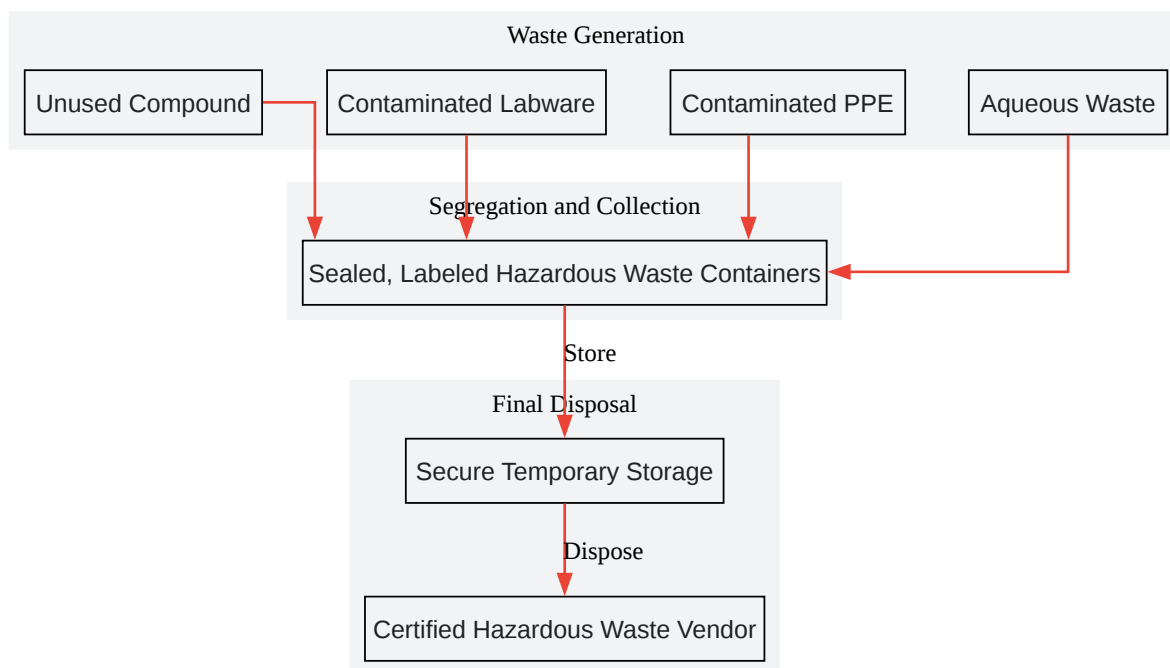 Waste Generation
Unused Compound
Contaminated Labware
Contaminated PPE
Aqueous Waste
Segregation and Collection
Sealed, Labeled Hazardous Waste Containers
Store
Final Disposal
Secure Temporary Storage
Dispose
Certified Hazardous Waste Vendor